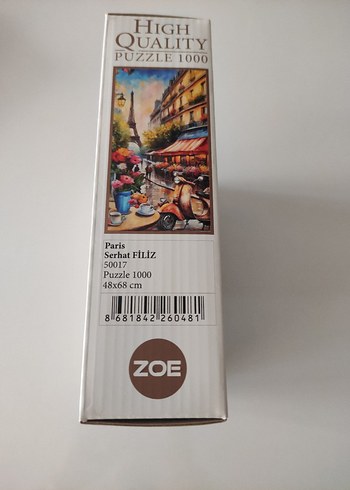 HIGH
QUALITY
PUZZLE 1000
Paris
Serhat FİLİZ
50017
Puzzle 1000
48x68 cm
8 681842 260481
ZOE